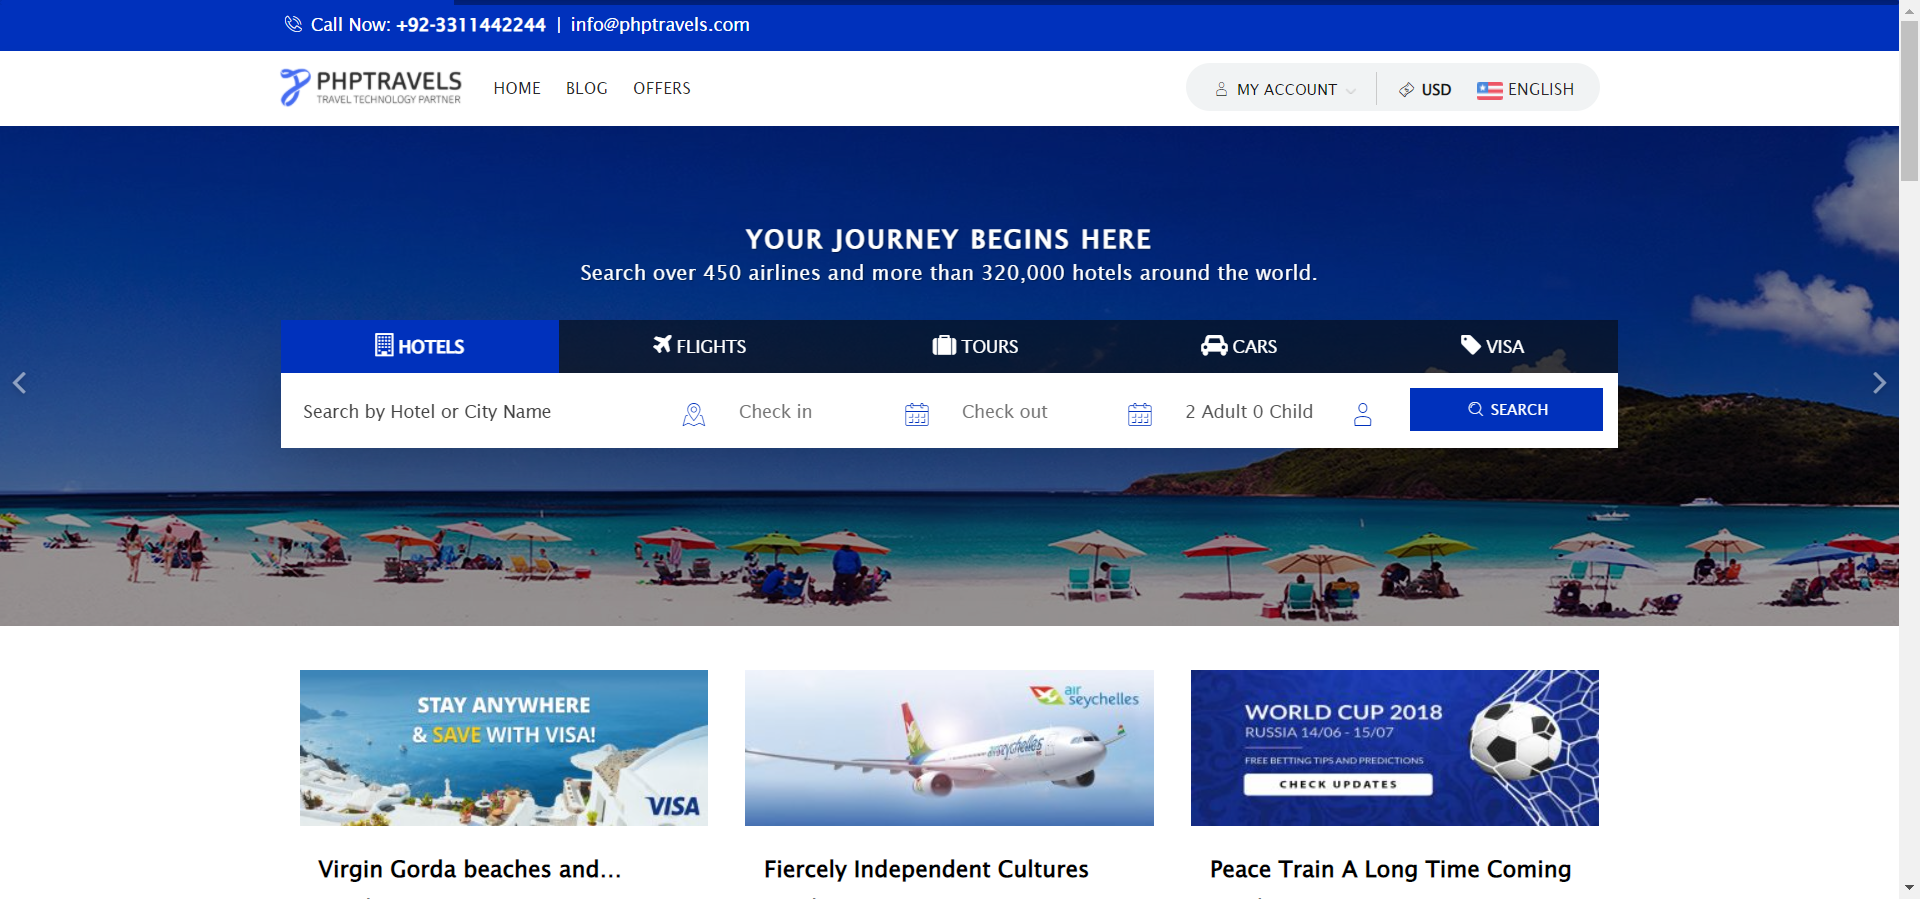 Call Now: +92-3311442244 | info@phptravels.com
PHPTRAVELS
TRAVEL TECHNOLOGY PARTNER
HOME BLOG OFFERS
MY ACCOUNT USD ENGLISH
YOUR JOURNEY BEGINS HERE
Search over 450 airlines and more than 320,000 hotels around the world.
HOTELS FLIGHTS TOURS CARS VISA
Search by Hotel or City Name Check in Check out 2 Adult 0 Child SEARCH
STAY ANYWHERE
& SAVE WITH VISA!
VISA
air
seychelles
airseychelles
WORLD CUP 2018
RUSSIA 14/06 - 15/07
FREE BETTING TIPS AND PREDICTIONS
CHECK UPDATES
Virgin Gorda beaches and...
Fiercely Independent Cultures
Peace Train A Long Time Coming